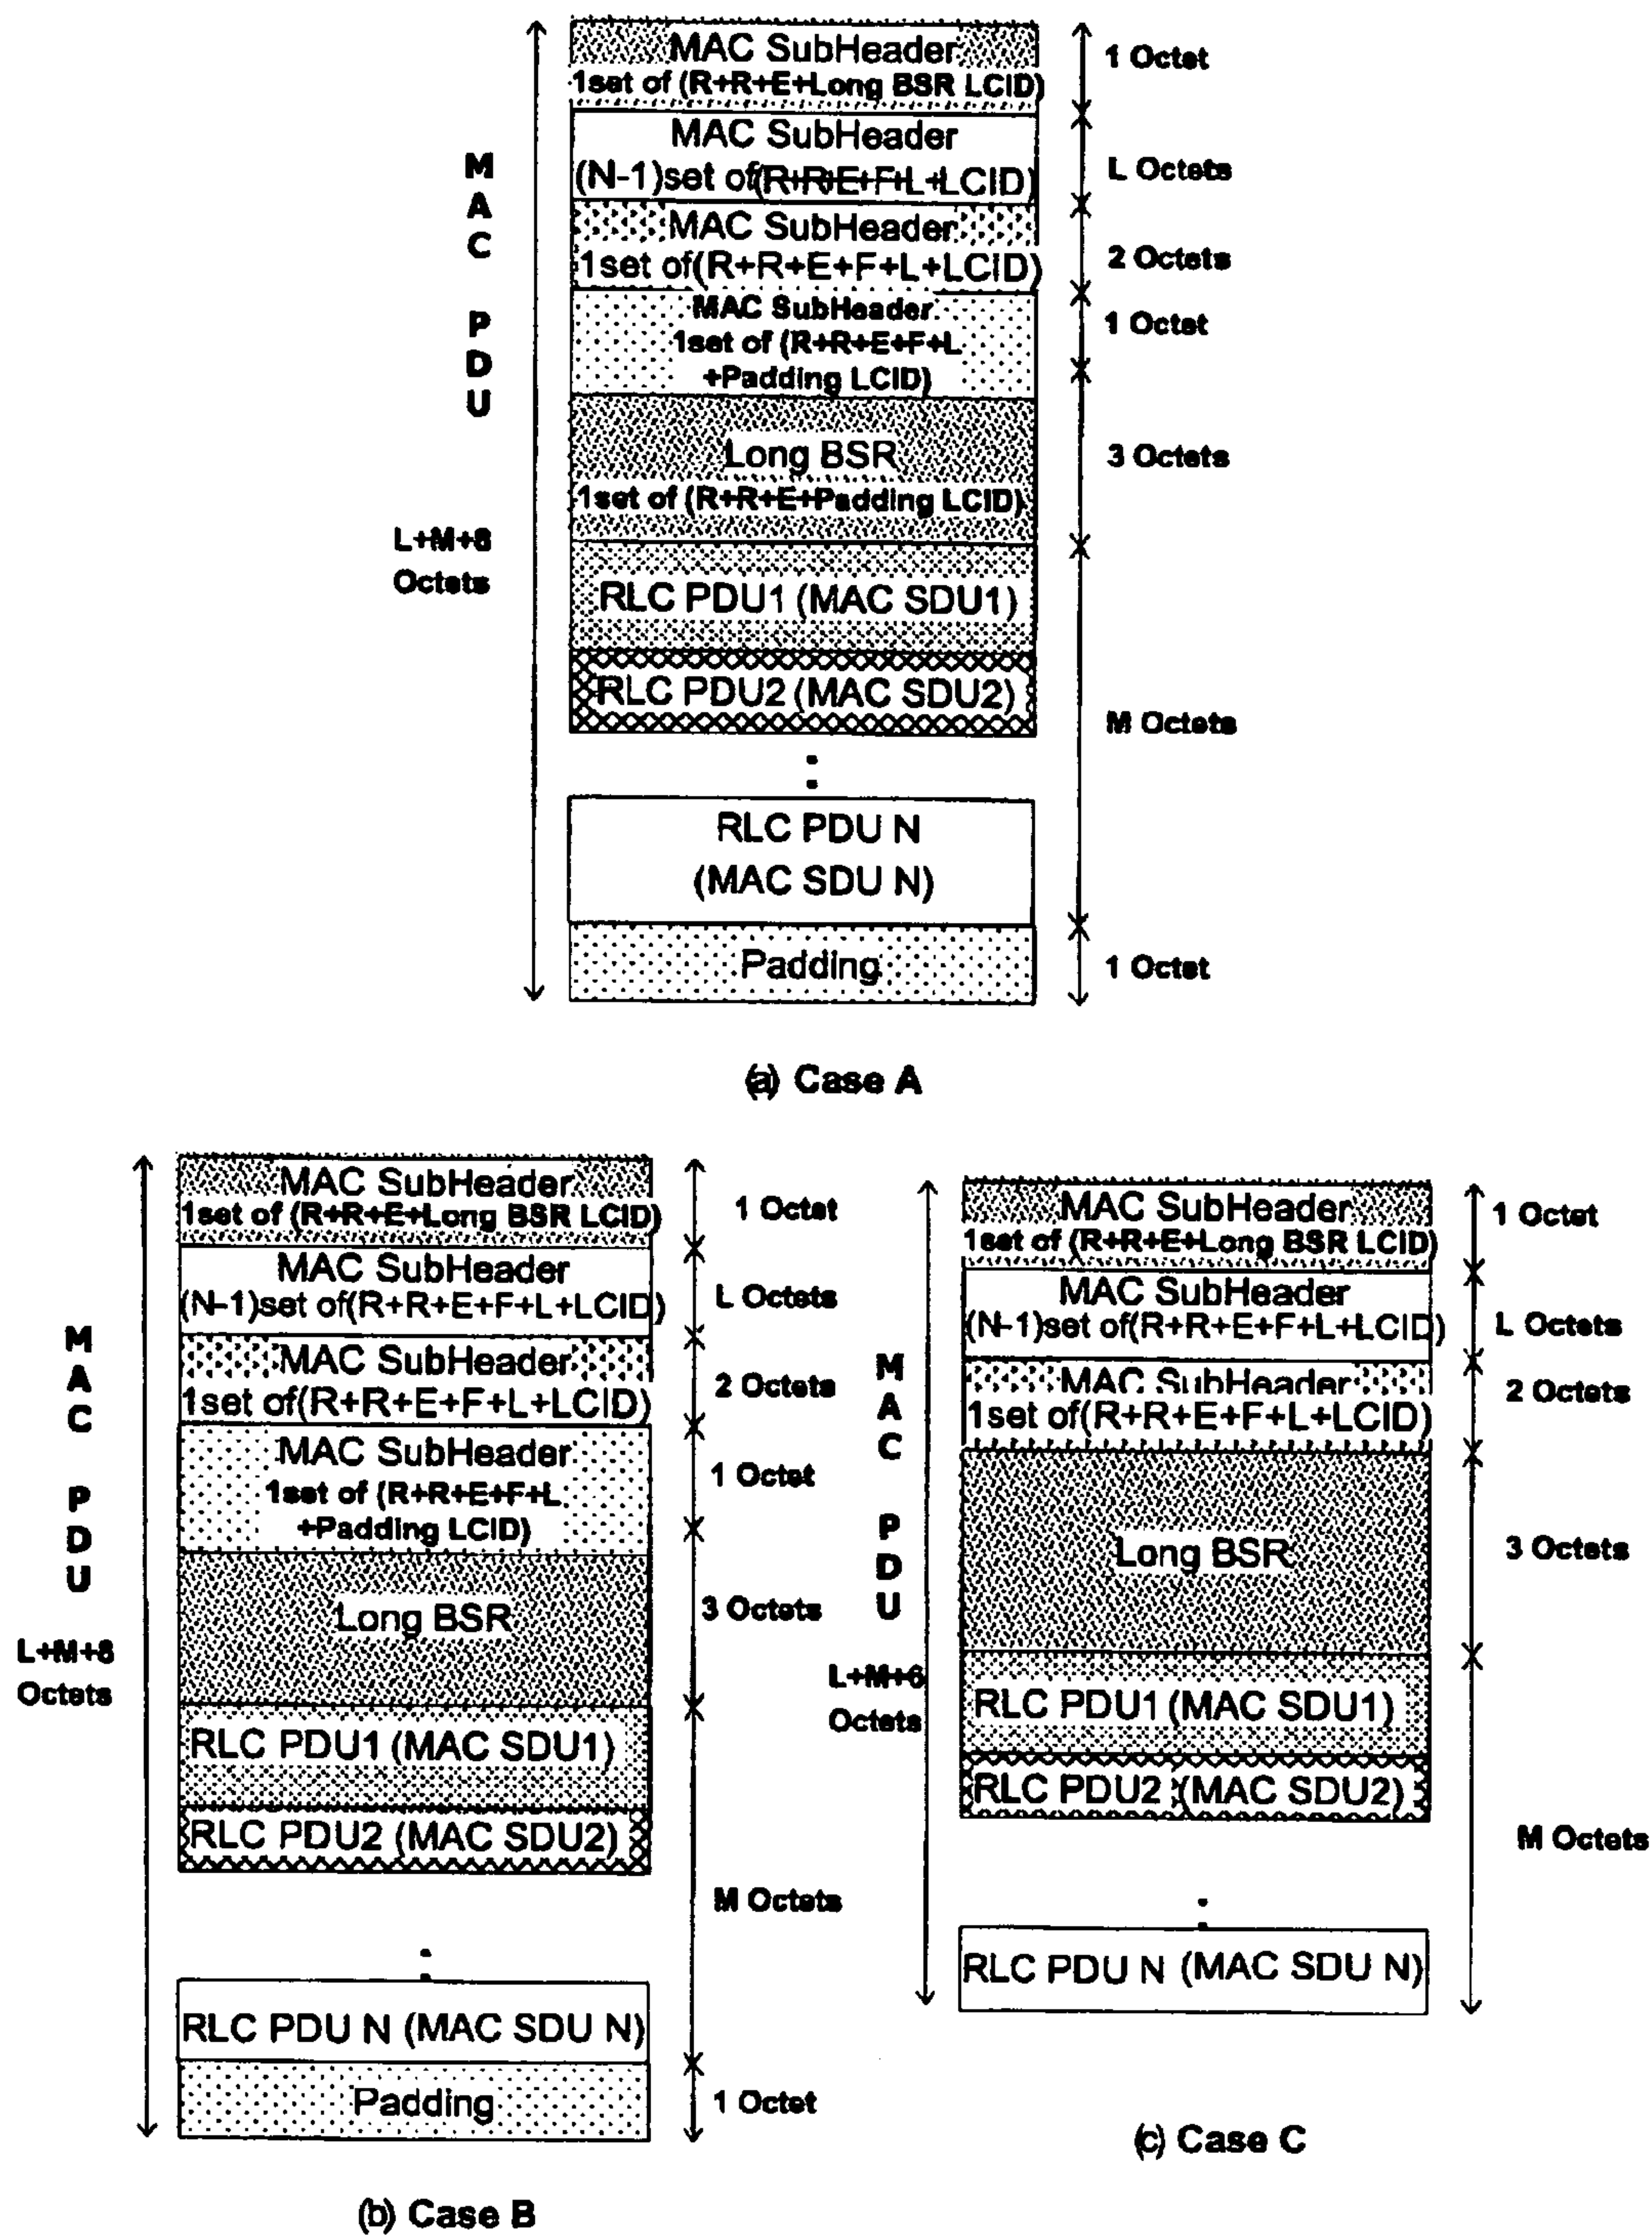 MAC SubHeader
1set of (R+R+E+Long BSR LCID)
1 Octet
MAC SubHeader
(N-1)set of(R+R+E+F+L+LCID)
L Octets
MAC SubHeader
1set of(R+R+E+F+L+LCID)
2 Octets
MAC SubHeader
1set of (R+R+E+F+L
+Padding LCID)
1 Octet
Long BSR
1set of (R+R+E+Padding LCID)
3 Octets
MAC PDU
L+M+8
Octets
RLC PDU1 (MAC SDU1)
RLC PDU2 (MAC SDU2)
M Octets
:
RLC PDU N
(MAC SDU N)
Padding
1 Octet
(a) Case A
MAC SubHeader
1set of (R+R+E+Long BSR LCID)
1 Octet
MAC SubHeader
(N-1)set of(R+R+E+F+L+LCID)
L Octets
MAC SubHeader
1set of(R+R+E+F+L+LCID)
2 Octets
MAC SubHeader
1set of (R+R+E+F+L
+Padding LCID)
1 Octet
MAC PDU
Long BSR
3 Octets
L+M+8
Octets
RLC PDU1 (MAC SDU1)
RLC PDU2 (MAC SDU2)
M Octets
:
RLC PDU N (MAC SDU N)
Padding
1 Octet
(b) Case B
MAC SubHeader
1set of (R+R+E+Long BSR LCID)
1 Octet
MAC SubHeader
(N-1)set of(R+R+E+F+L+LCID)
L Octets
MAC SubHeader
1set of(R+R+E+F+L+LCID)
2 Octets
MAC PDU
Long BSR
3 Octets
L+M+6
Octets
RLC PDU1 (MAC SDU1)
RLC PDU2 (MAC SDU2)
M Octets
:
RLC PDU N (MAC SDU N)
(c) Case C